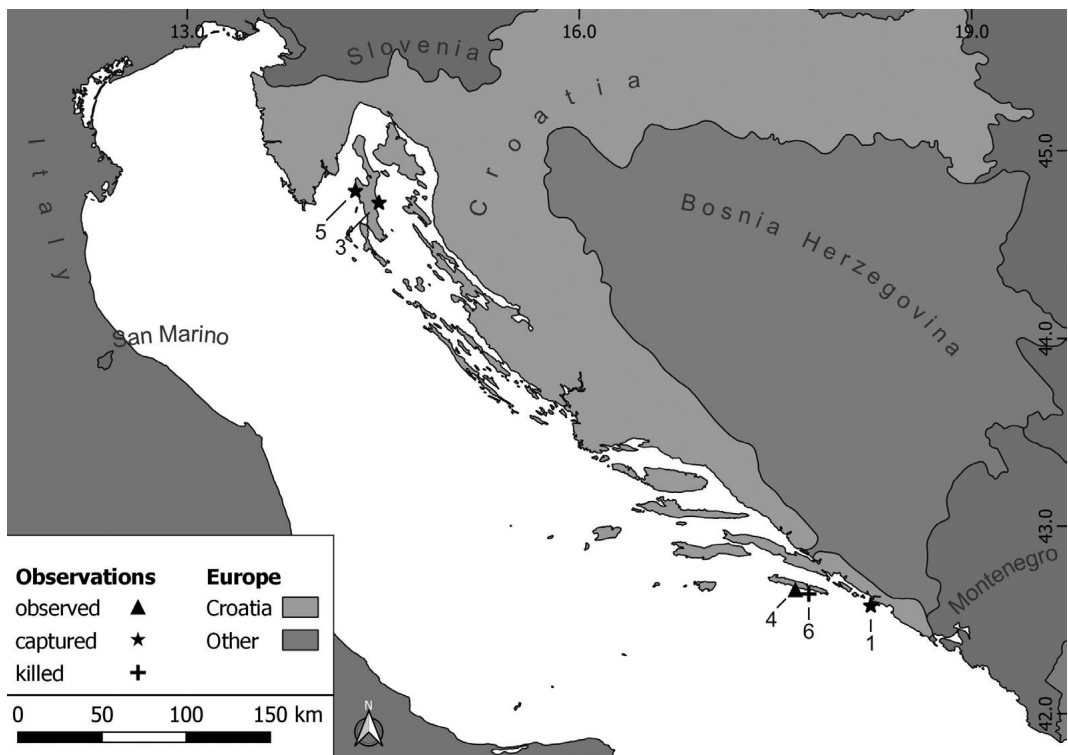 13.0
16.0
19.0
Slovenia
Croatia
Italy
45.0
Bosnia Herzegovina
5
3
San Marino
44.0
43.0
Montenegro
4
6
1
42.0
Observations
observed
captured
killed
Europe
Croatia
Other
0 50 100 150 km
N